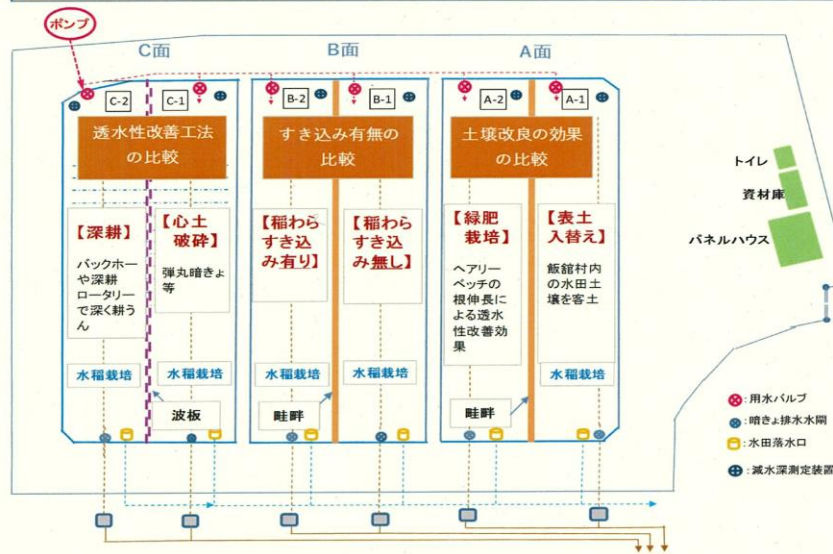 ポンプ
C面
B面
A面
C-2
C-1
B-2
B-1
A-2
A-1
透水性改善工法
の比較
すき込み有無の
比較
土壌改良の効果
の比較
【深耕】
バックホー
や深耕
ロータリー
で深く耕う
ん
【心土
破砕】
弾丸暗きょ
等
【稲わら
すき込
み有り】
【稲わら
すき込
み無し】
【緑肥
栽培】
ヘアリー
ベッチの
根伸長に
よる透水
性改善効
果
【表土
入替え】
飯舘村内
の水田土
壌を客土
水稲栽培
水稲栽培
水稲栽培
水稲栽培
水稲栽培
波板
畦畔
畦畔
トイレ
資材庫
パネルハウス
:用水バルブ
:暗きょ排水水閘
:水田落水口
:減水深測定装置